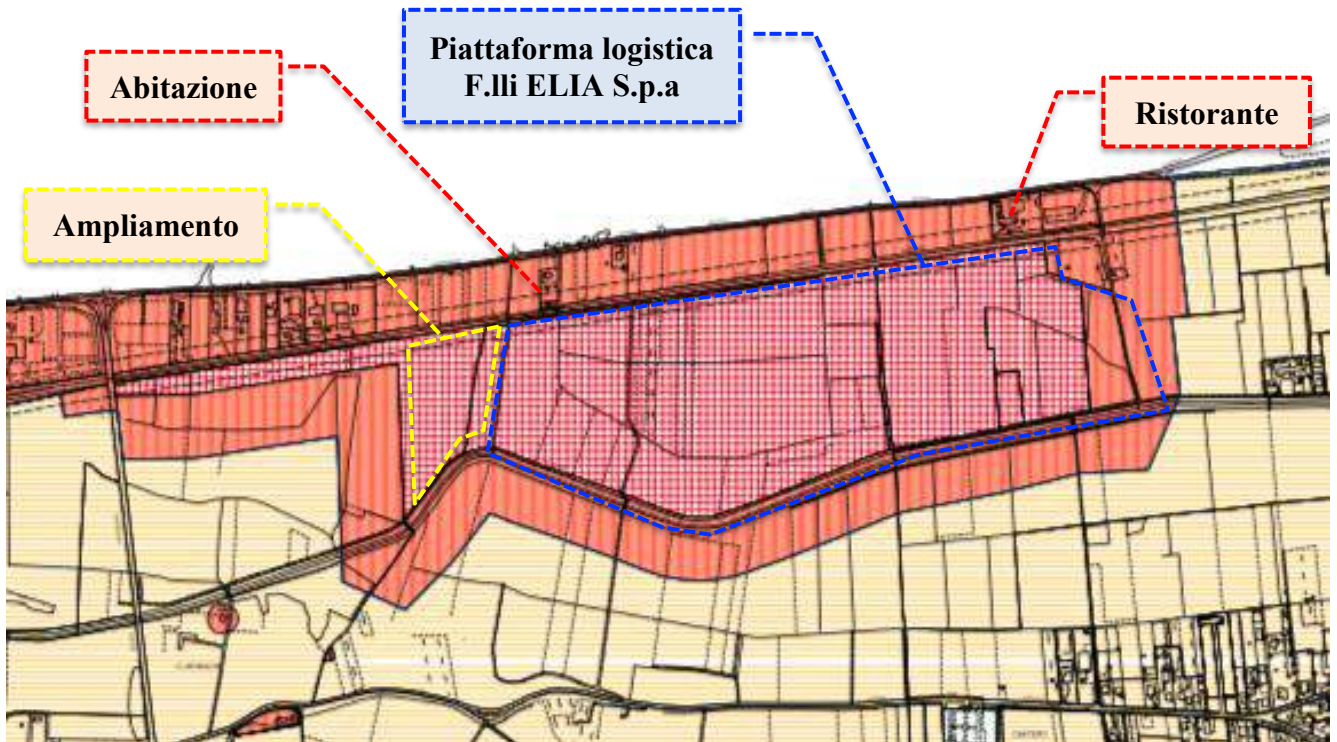 Piattaforma logistica
F.lli ELIA S.p.a
Abitazione
Ristorante
Ampliamento